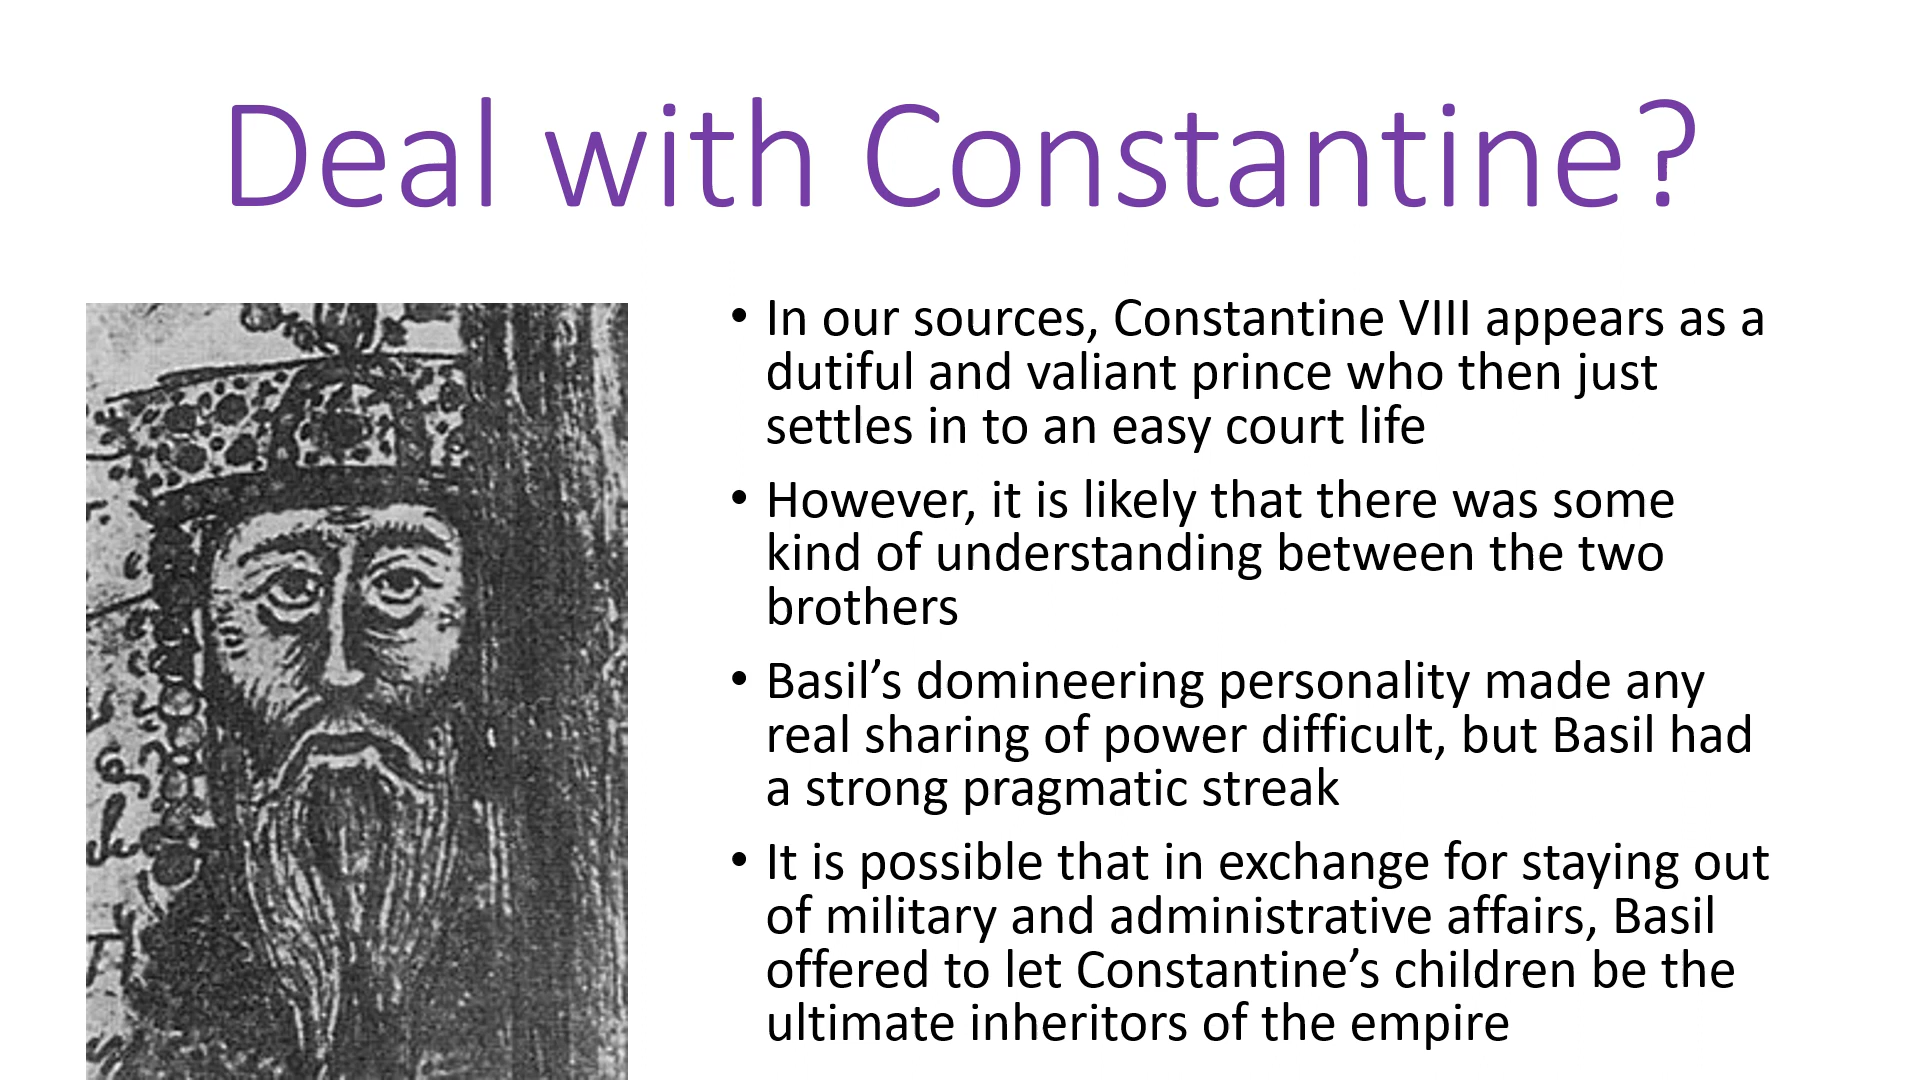 Deal with Constantine?
• In our sources, Constantine VIII appears as a
dutiful and valiant prince who then just
settles in to an easy court life
• However, it is likely that there was some
kind of understanding between the two
brothers
• Basil’s domineering personality made any
real sharing of power difficult, but Basil had
a strong pragmatic streak
• It is possible that in exchange for staying out
of military and administrative affairs, Basil
offered to let Constantine’s children be the
ultimate inheritors of the empire